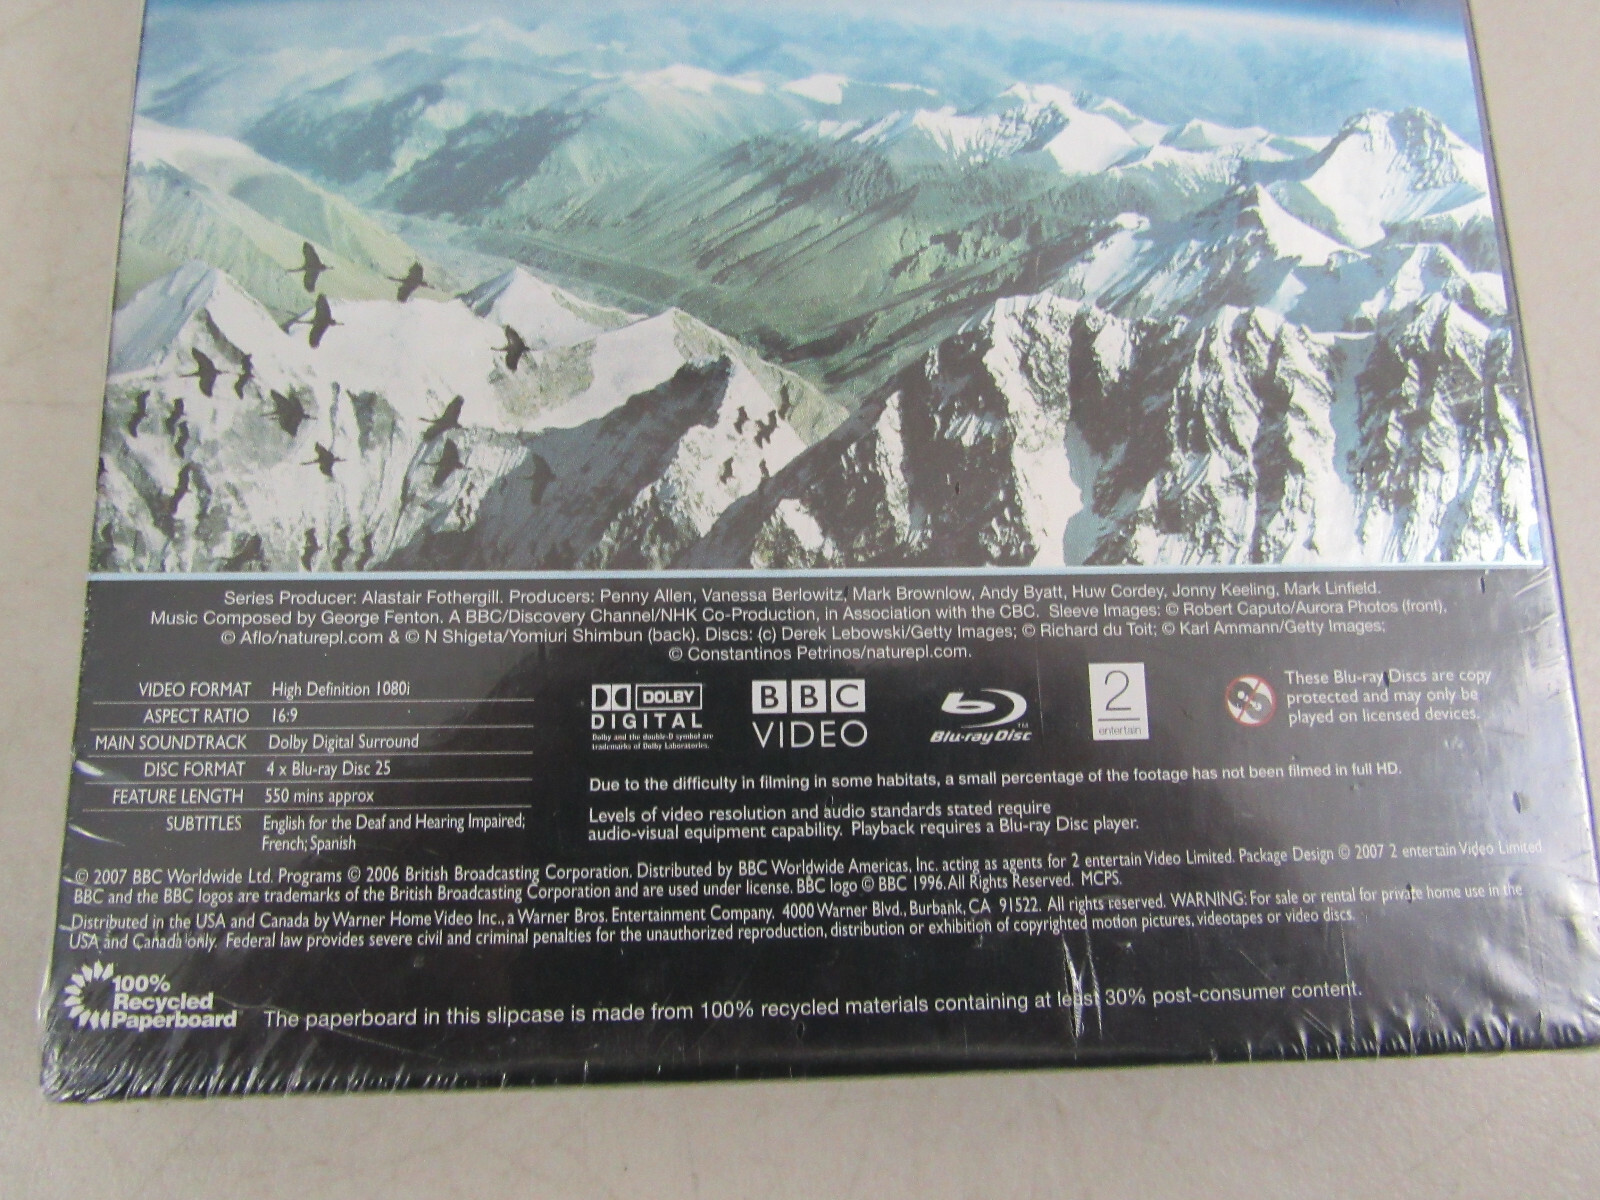 Series Producer: Alastair Fothergill. Producers: Penny Allen, Vanessa Berlowitz, Mark Brownlow, Andy Byatt, Huw Cordey, Jonny Keeling, Mark Linfield.
Music Composed by George Fenton. A BBC/Discovery Channel/NHK Co-Production, in Association with the CBC. Sleeve Images: © Robert Caputo/Aurora Photos (front),
© Aflo/naturepl.com & © N Shigeta/Yomiuri Shimbun (back). Discs: (c) Derek Lebowski/Getty Images; © Richard du Toit; © Karl Ammann/Getty Images;
© Constantinos Petrinos/naturepl.com.
VIDEO FORMAT High Definition 1080i
ASPECT RATIO 16:9
MAIN SOUNDTRACK Dolby Digital Surround
DISC FORMAT 4 x Blu-ray Disc 25
FEATURE LENGTH 550 mins approx
SUBTITLES English for the Deaf and Hearing Impaired;
French; Spanish
DOLBY
DIGITAL
Dolby and the double-D symbol are
trademarks of Dolby Laboratories.
BBC
VIDEO
Blu-ray Disc ™
2
entertain
These Blu-ray Discs are copy
protected and may only be
played on licensed devices.
Due to the difficulty in filming in some habitats, a small percentage of the footage has not been filmed in full HD.
Levels of video resolution and audio standards stated require
audio-visual equipment capability. Playback requires a Blu-ray Disc player.
© 2007 BBC Worldwide Ltd. Programs © 2006 British Broadcasting Corporation. Distributed by BBC Worldwide Americas, Inc. acting as agents for 2 entertain Video Limited. Package Design © 2007 2 entertain Video Limited.
BBC and the BBC logos are trademarks of the British Broadcasting Corporation and are used under license. BBC logo © BBC 1996. All Rights Reserved. MCPS.
Distributed in the USA and Canada by Warner Home Video Inc., a Warner Bros. Entertainment Company. 4000 Warner Blvd., Burbank, CA 91522. All rights reserved. WARNING: For sale or rental for private home use in the
USA and Canada only. Federal law provides severe civil and criminal penalties for the unauthorized reproduction, distribution or exhibition of copyrighted motion pictures, videotapes or video discs.
100%
Recycled
Paperboard
The paperboard in this slipcase is made from 100% recycled materials containing at least 30% post-consumer content.